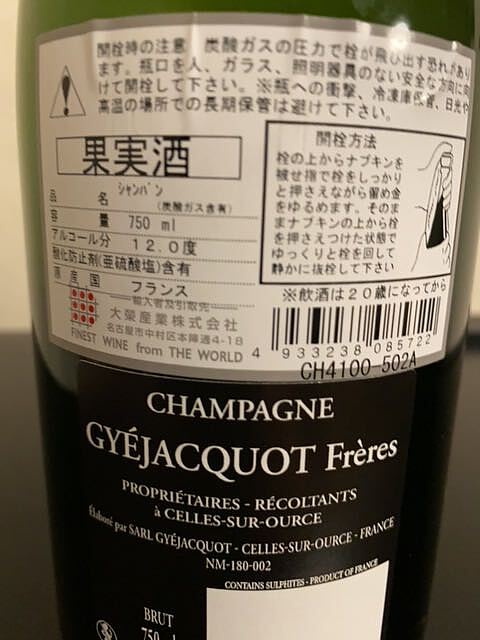 開栓時の注意 炭酸ガスの圧力で栓が飛び出す恐れがあり
ます。瓶口を人、ガラス、照明器具のない安全な方向に向
けて開栓して下さい。※瓶への衝撃、冷凍庫保管、日光や
高温の場所での長期保管は避けて下さい。
果実酒
品 名 シャンパン
(炭酸ガス含有)
容 量 750 ml
アルコール分 12.0度
酸化防止剤(亜硫酸塩)含有
原産国 フランス
輸入者及引取先
大榮産業株式会社
名古屋市中村区本陣通4-18
FINEST WINE from THE WORLD
開栓方法
栓の上からナプキンを
被せ指で栓をしっかり
と押さえながら留め金
をゆるめます。そのま
まナプキンの上から栓
を押さえつけた状態で
ゆっくりと栓を回して
静かに抜栓して下さい
※飲酒は20歳になってから
4 933238 085722
CH4100-502A
CHAMPAGNE
GYÉJACQUOT Frères
PROPRIÉTAIRES - RÉCOLTANTS
à CELLES-SUR-OURCE
Élaboré par SARL GYÉJACQUOT - CELLES-SUR-OURCE - FRANCE
NM-180-002
CONTAINS SULPHITES - PRODUCT OF FRANCE
BRUT
750